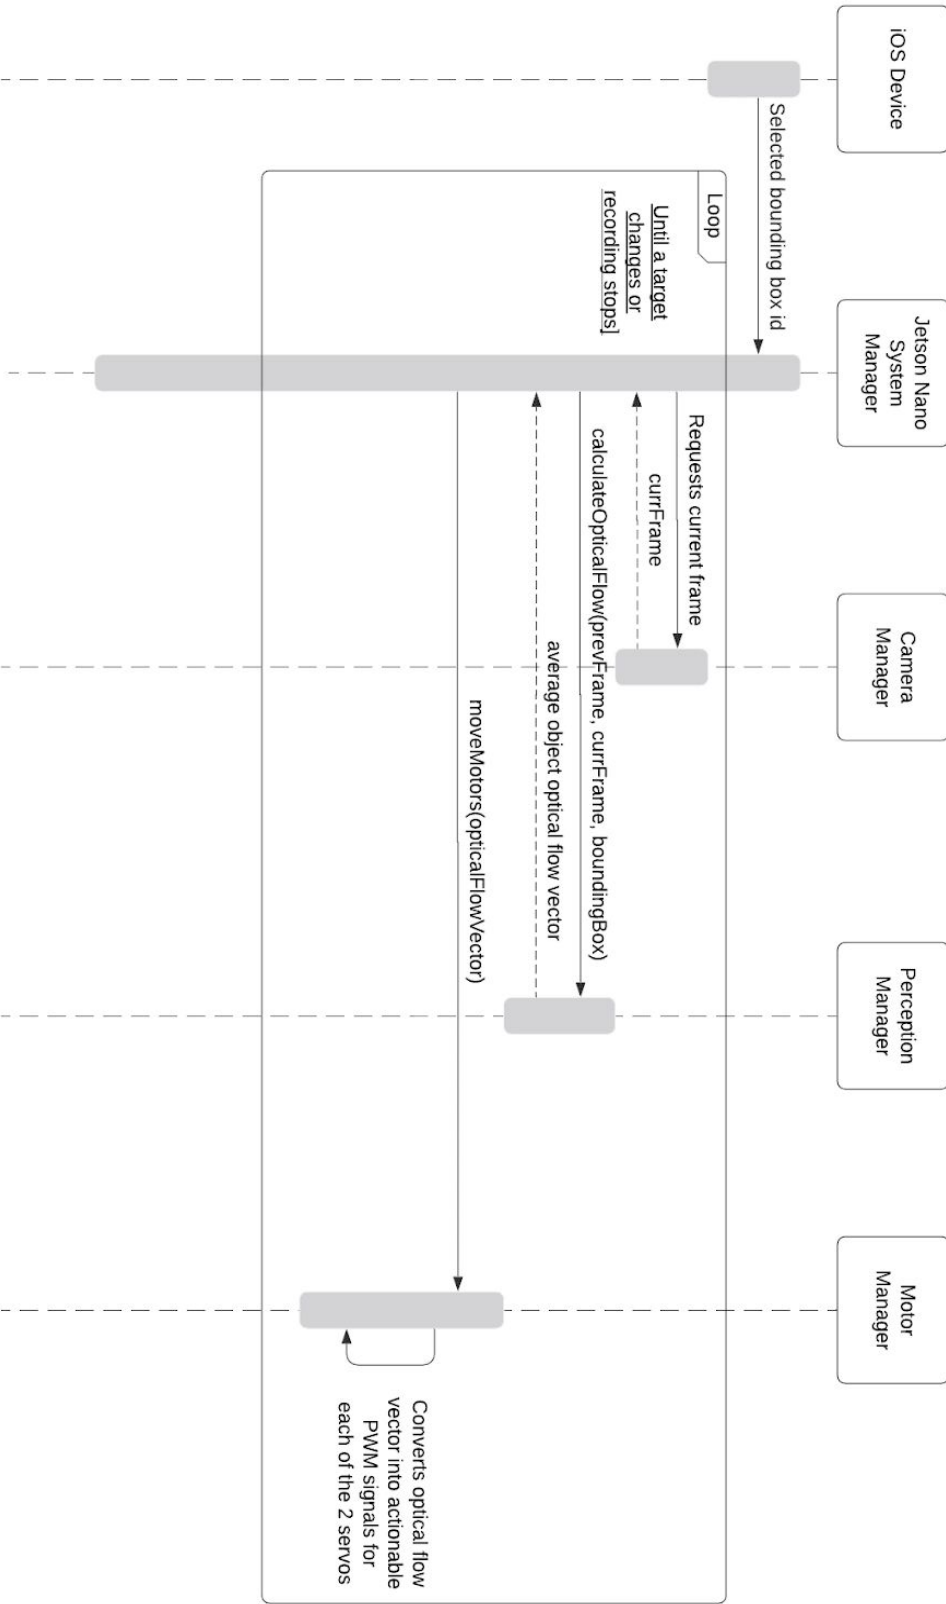 iOS Device
Jetson Nano
System
Manager
Camera
Manager
Perception
Manager
Motor
Manager
Selected bounding box id
Loop
Until a target
changes or
recording stops]
Requests current frame
currFrame
calculateOpticalFlow(prevFrame, currFrame, boundingBox)
average object optical flow vector
moveMotors(opticalFlowVector)
Converts optical flow
vector into actionable
PWM signals for
each of the 2 servos